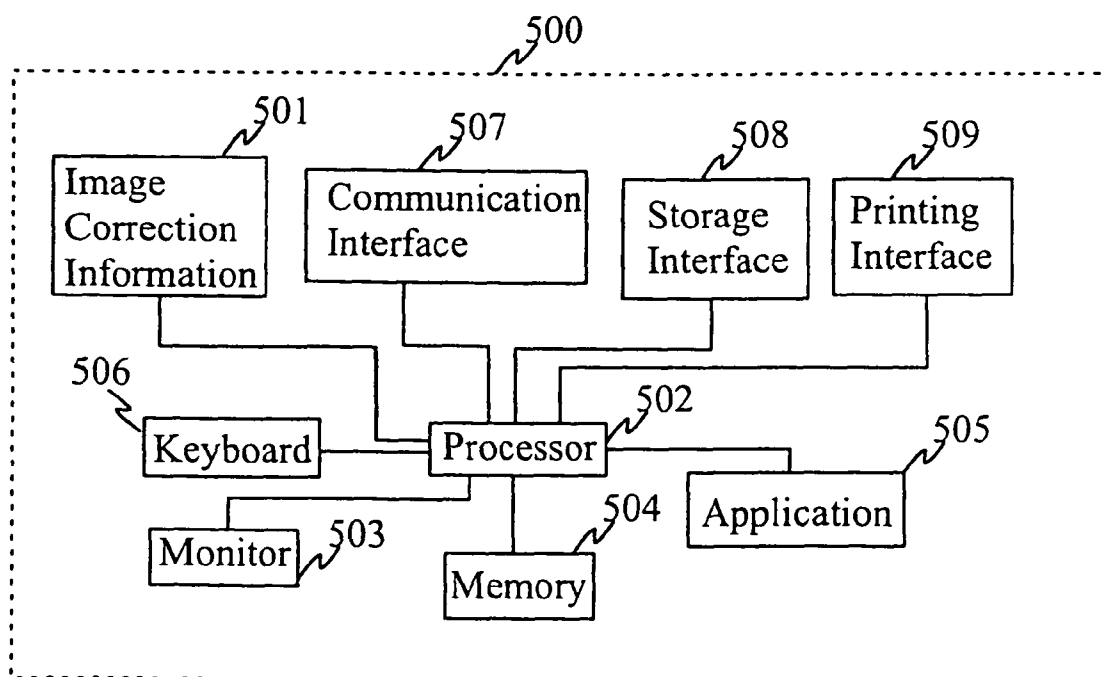 500
501
507
508
509
Image
Correction
Information
Communication
Interface
Storage
Interface
Printing
Interface
506
502
505
Keyboard
Processor
Application
503
504
Monitor
Memory